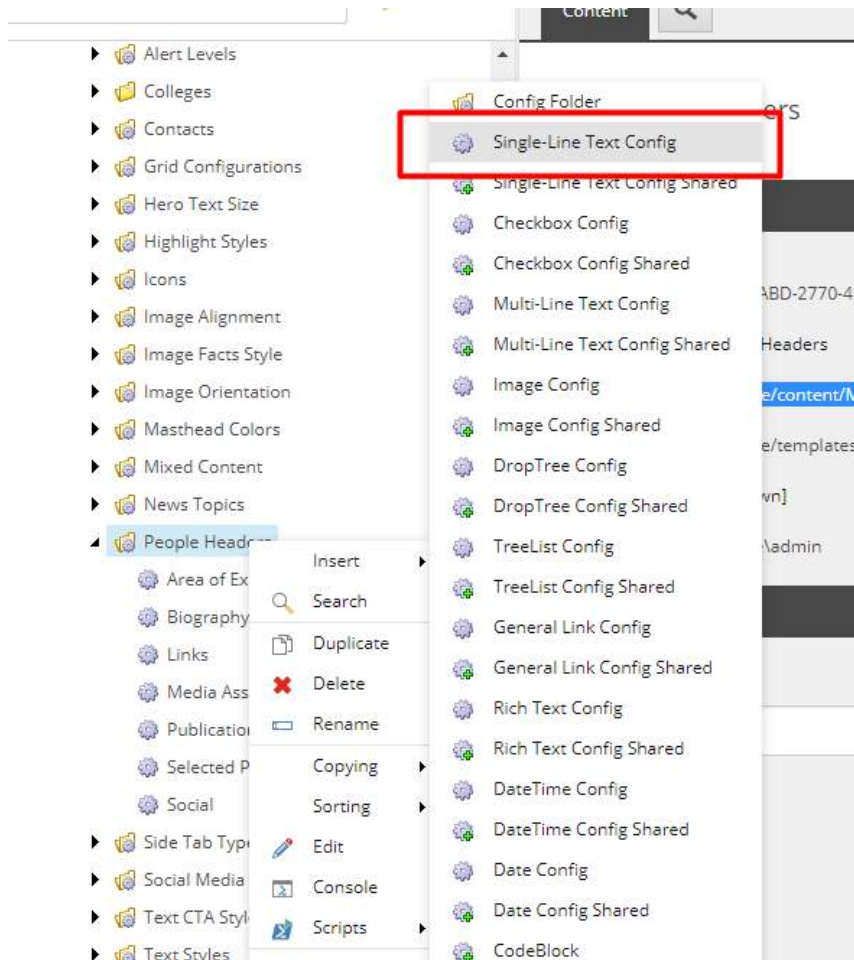 Content
Alert Levels
Colleges
Contacts
Grid Configurations
Hero Text Size
Highlight Styles
Icons
Image Alignment
Image Facts Style
Image Orientation
Masthead Colors
Mixed Content
News Topics
People Headers
Area of Ex
Biography
Links
Media Ass
Publication
Selected P
Social
Side Tab Type
Social Media
Text CTA Styl
Text Styles
Insert
Search
Duplicate
Delete
Rename
Copying
Sorting
Edit
Console
Scripts
Config Folder
Single-Line Text Config
Single-Line Text Config Shared
Checkbox Config
Checkbox Config Shared
Multi-Line Text Config
Multi-Line Text Config Shared
Image Config
Image Config Shared
DropTree Config
DropTree Config Shared
TreeList Config
TreeList Config Shared
General Link Config
General Link Config Shared
Rich Text Config
Rich Text Config Shared
DateTime Config
DateTime Config Shared
Date Config
Date Config Shared
CodeBlock
ers
ABD-2770-4
Headers
e/content/M
e/templates
wn]
e\admin